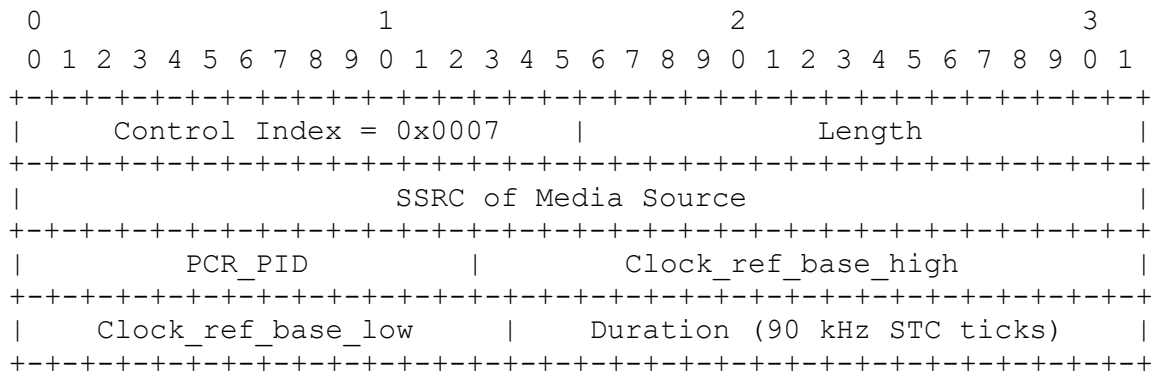 0 1 2 3
0 1 2 3 4 5 6 7 8 9 0 1 2 3 4 5 6 7 8 9 0 1 2 3 4 5 6 7 8 9 0 1
+-+-+-+-+-+-+-+-+-+-+-+-+-+-+-+-+-+-+-+-+-+-+-+-+-+-+-+-+-+-+-+-+
| Control Index = 0x0007 | Length |
+-+-+-+-+-+-+-+-+-+-+-+-+-+-+-+-+-+-+-+-+-+-+-+-+-+-+-+-+-+-+-+-+
| SSRC of Media Source |
+-+-+-+-+-+-+-+-+-+-+-+-+-+-+-+-+-+-+-+-+-+-+-+-+-+-+-+-+-+-+-+-+
| PCR_PID | Clock_ref_base_high |
+-+-+-+-+-+-+-+-+-+-+-+-+-+-+-+-+-+-+-+-+-+-+-+-+-+-+-+-+-+-+-+-+
| Clock_ref_base_low | Duration (90 kHz STC ticks) |
+-+-+-+-+-+-+-+-+-+-+-+-+-+-+-+-+-+-+-+-+-+-+-+-+-+-+-+-+-+-+-+-+